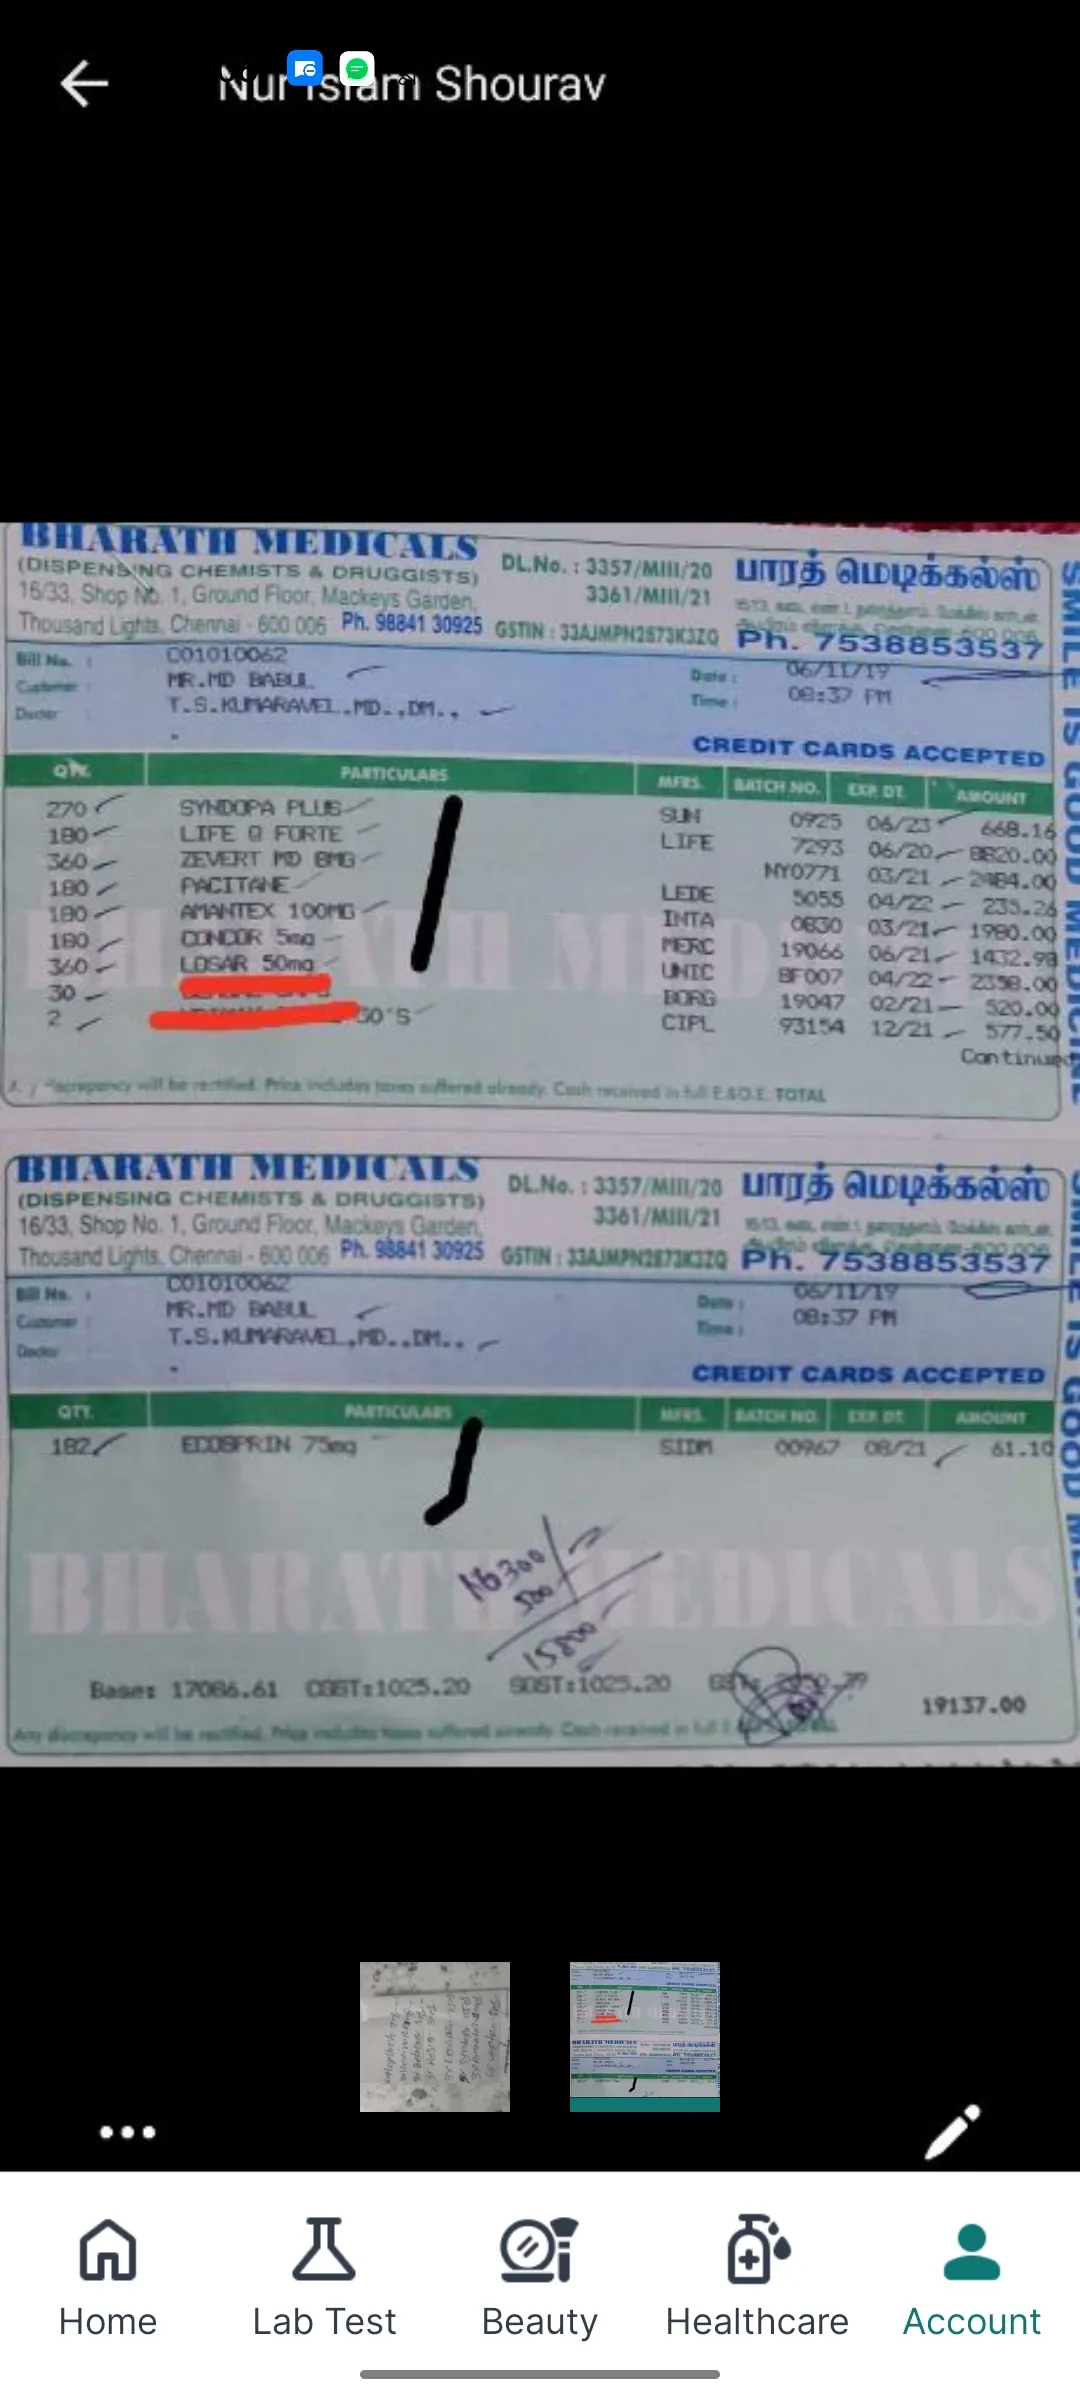 Nur Islam Shourav
BHARATH MEDICALS
(DISPENSING CHEMISTS & DRUGGISTS)
16/33, Shop No. 1, Ground Floor, Mackeys Garden,
Thousand Lights, Chennai - 600 006 Ph. 98841 30925
DL.No. : 3357/MIII/20
3361/MIII/21
GSTIN : 33AJMPN2873K3ZQ
பாரத் மெடிக்கல்ஸ்
Ph. 7538853537
Bill No. : C01010062
Customer : MR.MD BABUL
Doctor : T.S.KUMARAVEL.MD.,DM.,
Date : 06/11/19
Time : 08:37 PM
CREDIT CARDS ACCEPTED
QTY. PARTICULARS MFRS. BATCH NO. EXP. DT. AMOUNT
270 SYNDOPA PLUS SUN 0925 06/23 668.16
180 LIFE Q FORTE LIFE 7293 06/20 8820.00
360 ZEVERT MD 8MG NY0771 03/21 2484.00
180 PACITANE LEDE 5055 04/22 235.26
180 AMANTEX 100MG INTA 0830 03/21 1980.00
180 CONCOR 5mg MERC 19066 06/21 1432.98
360 LOSAR 50mg UNIC BF007 04/22 2358.00
30 BORG 19047 02/21 520.00
2 30'S CIPL 93154 12/21 577.50
Continued
discrepancy will be rectified. Price includes taxes suffered already. Cash received in full E.&O.E. TOTAL
SMILE IS GOOD MEDICINE
BHARATH MEDICALS
(DISPENSING CHEMISTS & DRUGGISTS)
16/33, Shop No. 1, Ground Floor, Mackeys Garden,
Thousand Lights, Chennai - 600 006 Ph. 98841 30925
DL.No. : 3357/MIII/20
3361/MIII/21
GSTIN : 33AJMPN2873K3ZQ
பாரத் மெடிக்கல்ஸ்
Ph. 7538853537
Bill No. : C01010062
Customer : MR.MD BABUL
Doctor : T.S.KUMARAVEL.MD.,DM.,
Date : 06/11/19
Time : 08:37 PM
CREDIT CARDS ACCEPTED
QTY. PARTICULARS MFRS. BATCH NO. EXP. DT. AMOUNT
182 ECOSPRIN 75mg SIDM 00967 08/21 61.10
BHARATH MEDICALS
16300
500
15800
Base: 17086.61 CGST:1025.20 SGST:1025.20 19137.00
Any discrepancy will be rectified. Price includes taxes suffered already. Cash received in full
Home Lab Test Beauty Healthcare Account